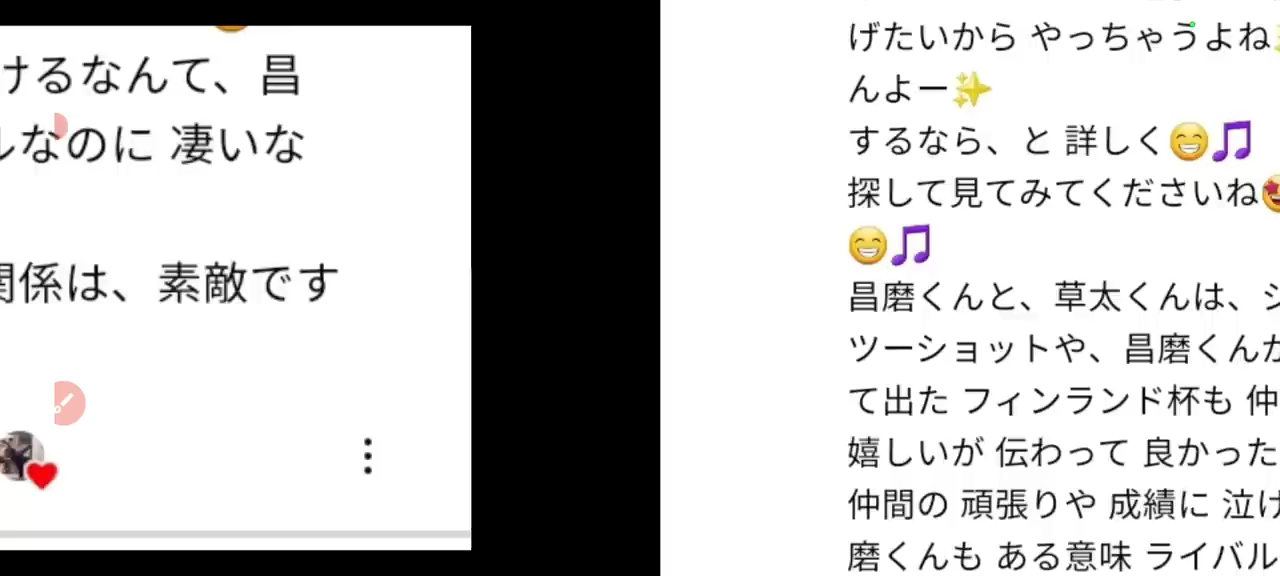 けるなんて、昌
ルなのに 凄いな
関係は、素敵です
げたいから やっちゃうよね
んよー✨
するなら、と 詳しく😁🎵
探して見てみてくださいね🤩
😁🎵
昌磨くんと、草太くんは、ジ
ツーショットや、昌磨くんが
て出た フィンランド杯も 仲
嬉しいが 伝わって 良かった
仲間の 頑張りや 成績に 泣け
磨くんも ある意味 ライバル